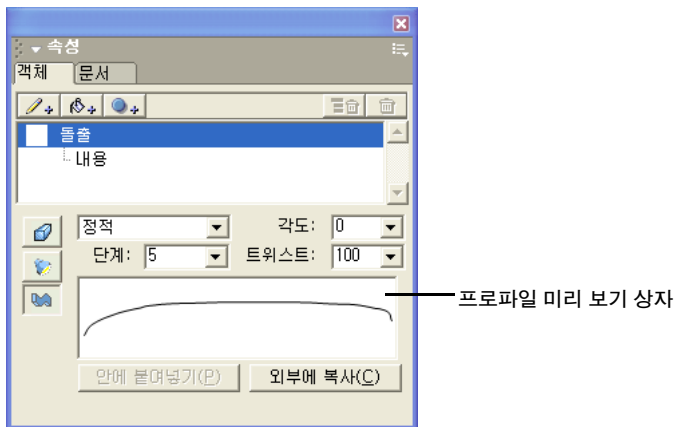 속성
객체 문서
돌출
내용
정적 각도: 0
단계: 5 트위스트: 100
프로파일 미리 보기 상자
안에 붙여넣기(P) 외부에 복사(C)